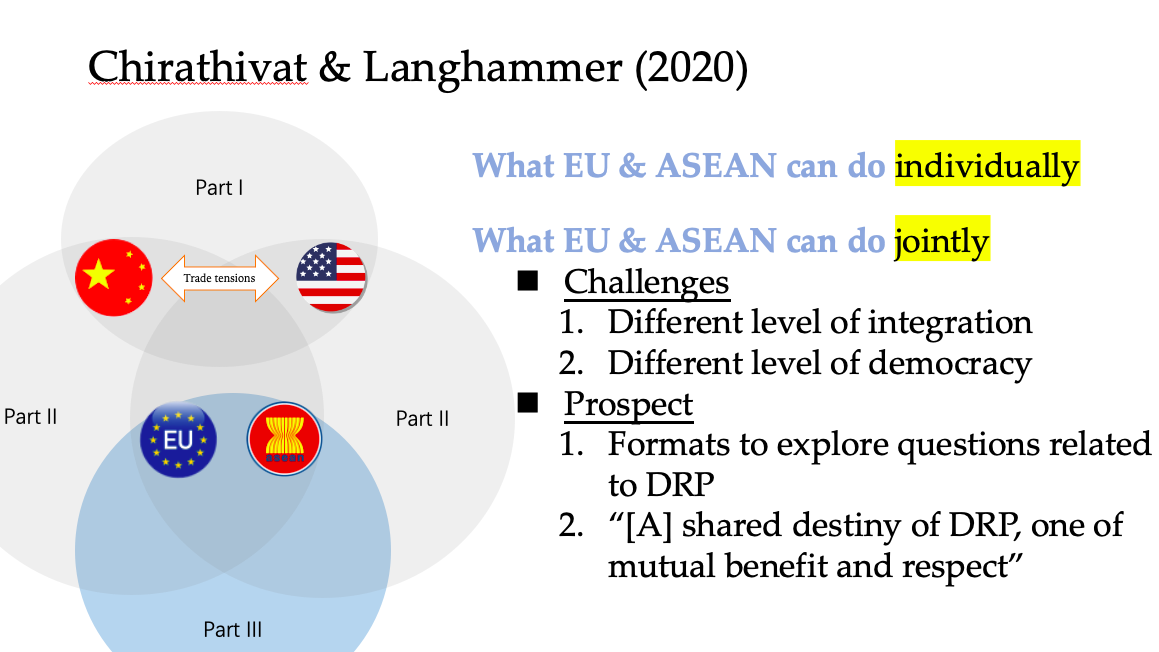 Chirathivat & Langhammer (2020)
Part I
Trade tensions
Part II
EU
asean
Part II
Part III
What EU & ASEAN can do individually
What EU & ASEAN can do jointly
■ Challenges
1. Different level of integration
2. Different level of democracy
■ Prospect
1. Formats to explore questions related
to DRP
2. “[A] shared destiny of DRP, one of
mutual benefit and respect”